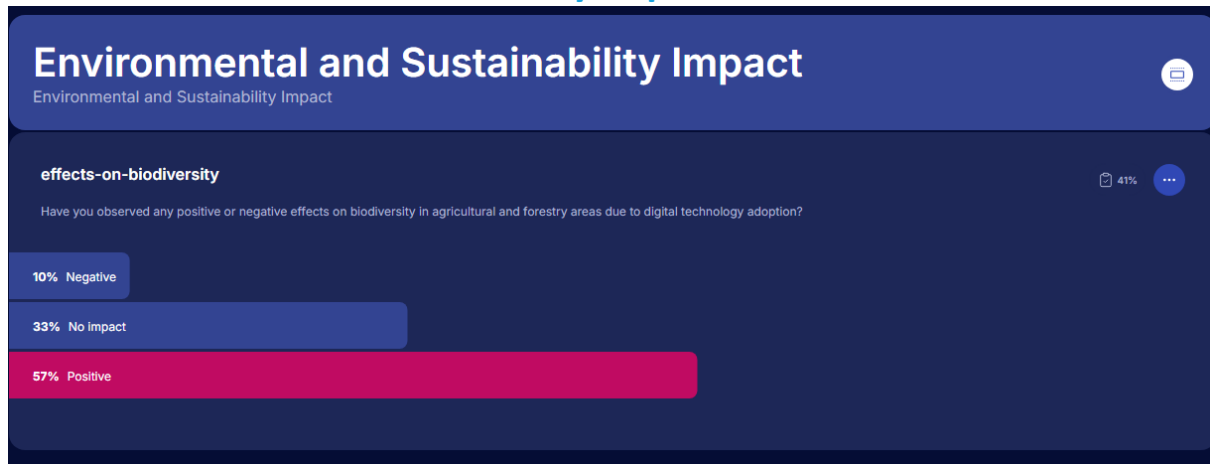 Environmental and Sustainability Impact
Environmental and Sustainability Impact
effects-on-biodiversity
41%
Have you observed any positive or negative effects on biodiversity in agricultural and forestry areas due to digital technology adoption?
10% Negative
33% No impact
57% Positive